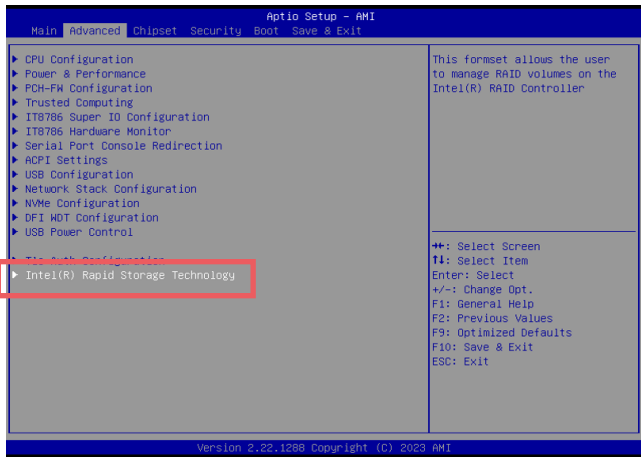 Aptio Setup – AMI
Main Advanced Chipset Security Boot Save & Exit
CPU Configuration
Power & Performance
PCH-FW Configuration
Trusted Computing
IT8786 Super IO Configuration
IT8786 Hardware Monitor
Serial Port Console Redirection
ACPI Settings
USB Configuration
Network Stack Configuration
NVMe Configuration
DFI WDT Configuration
USB Power Control
Tls Auth Configuration
Intel(R) Rapid Storage Technology
This formset allows the user
to manage RAID volumes on the
Intel(R) RAID Controller
→←: Select Screen
↑↓: Select Item
Enter: Select
+/-: Change Opt.
F1: General Help
F2: Previous Values
F9: Optimized Defaults
F10: Save & Exit
ESC: Exit
Version 2.22.1288 Copyright (C) 2023 AMI